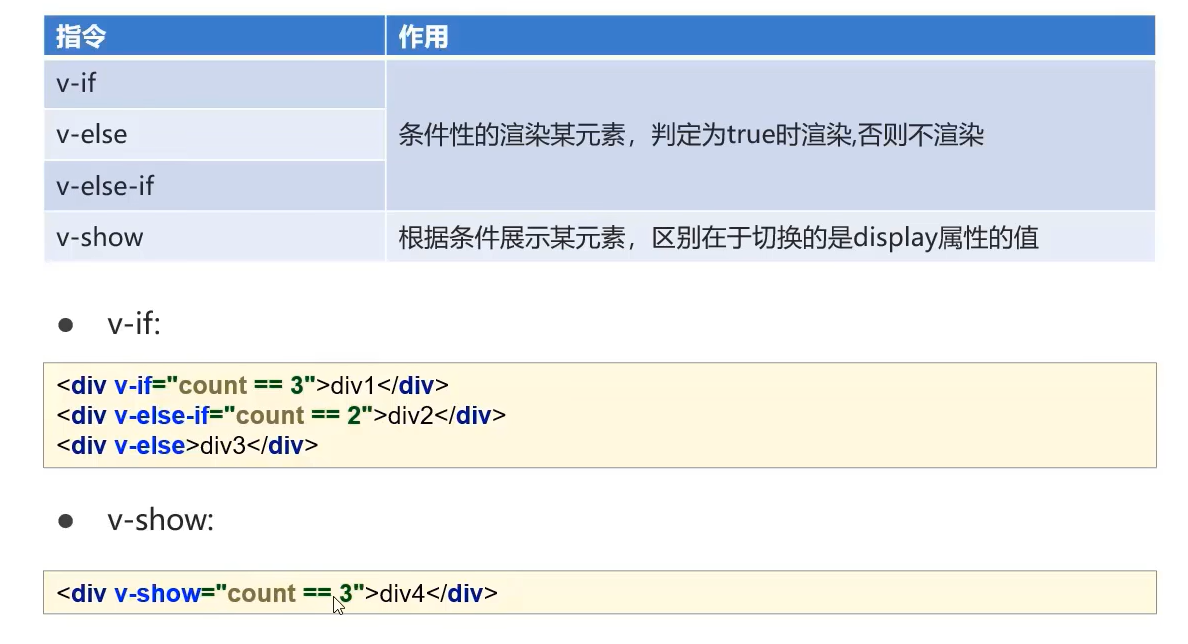 指令 作用
v-if
v-else 条件性的渲染某元素，判定为true时渲染,否则不渲染
v-else-if
v-show 根据条件展示某元素，区别在于切换的是display属性的值
● v-if:
<div v-if="count == 3">div1</div>
<div v-else-if="count == 2">div2</div>
<div v-else>div3</div>
● v-show:
<div v-show="count == 3">div4</div>